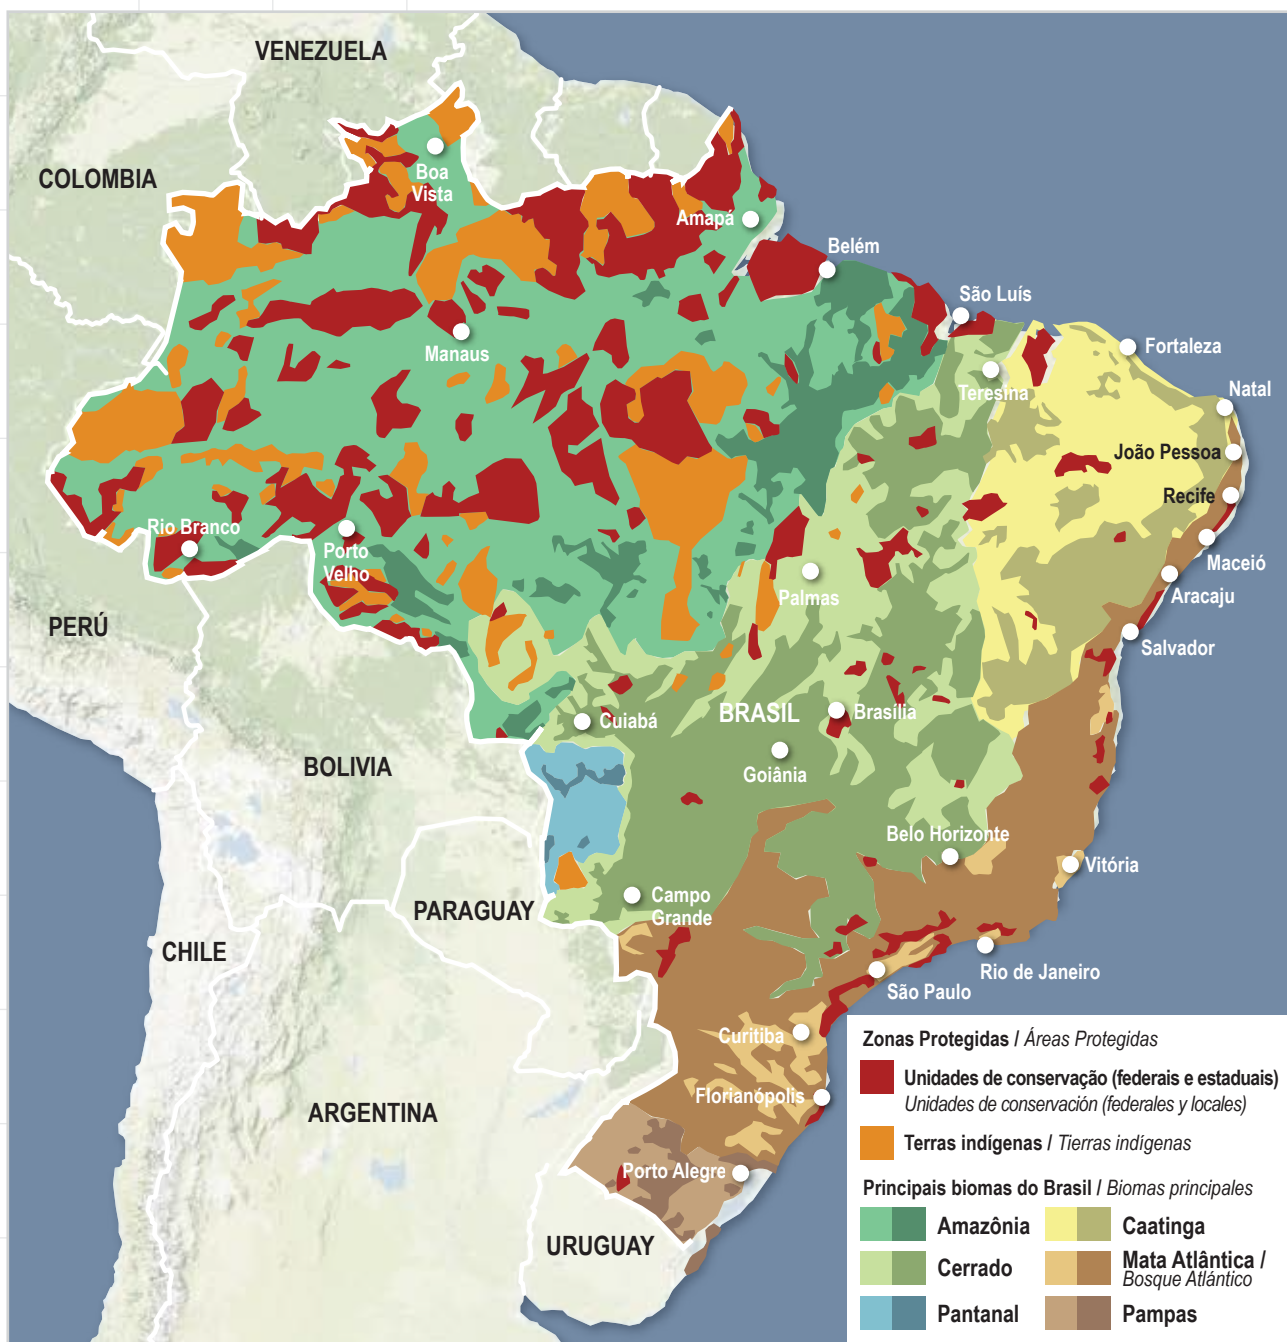 VENEZUELA
COLOMBIA
Boa
Vista
Amapá
Belém
São Luís
Manaus
Fortaleza
Teresina
Natal
João Pessoa
Recife
Rio Branco
Porto
Velho
Maceió
Palmas
Aracaju
PERÚ
Salvador
Cuiabá
BRASIL
Brasília
Goiânia
BOLIVIA
Belo Horizonte
Vitória
Campo
Grande
PARAGUAY
CHILE
Rio de Janeiro
São Paulo
Curitiba
Florianópolis
ARGENTINA
Porto Alegre
URUGUAY
Zonas Protegidas / Áreas Protegidas
Unidades de conservação (federais e estaduais)
Unidades de conservación (federales y locales)
Terras indígenas / Tierras indígenas
Principais biomas do Brasil / Biomas principales
Amazônia
Caatinga
Cerrado
Mata Atlântica /
Bosque Atlántico
Pantanal
Pampas